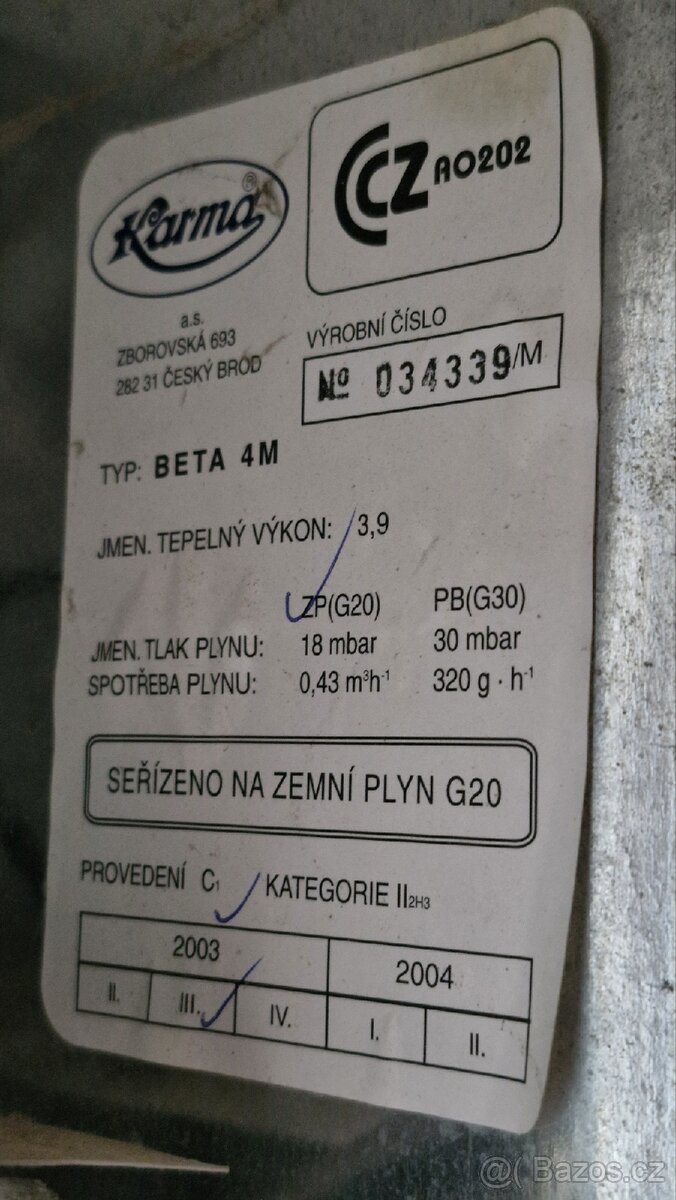 Karma®
CCZ AO202
a.s.
ZBOROVSKÁ 693
282 31 ČESKÝ BROD
VÝROBNÍ ČÍSLO
Nº 034339/M
TYP: BETA 4M
JMEN. TEPELNÝ VÝKON: 3,9
ZP(G20) PB(G30)
JMEN. TLAK PLYNU: 18 mbar 30 mbar
SPOTŘEBA PLYNU: 0,43 m³h⁻¹ 320 g · h⁻¹
SEŘÍZENO NA ZEMNÍ PLYN G20
PROVEDENÍ C₁ KATEGORIE II2H3
2003 2004
II. III. IV. I. II.
@( Bazos.cz